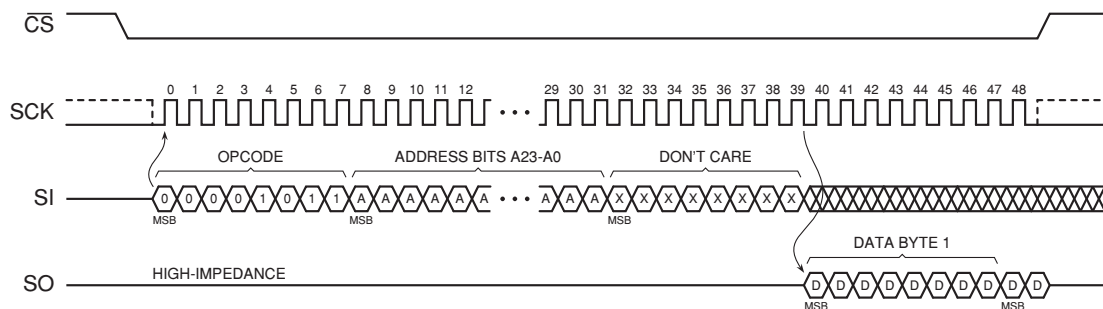 CS
0 1 2 3 4 5 6 7 8 9 10 11 12 29 30 31 32 33 34 35 36 37 38 39 40 41 42 43 44 45 46 47 48
SCK
OPCODE ADDRESS BITS A23-A0 DON'T CARE
SI 0 0 0 0 1 0 1 1 A A A A A A A A A X X X X X X X X
MSB MSB MSB
DATA BYTE 1
HIGH-IMPEDANCE
SO D D D D D D D D D D
MSB MSB